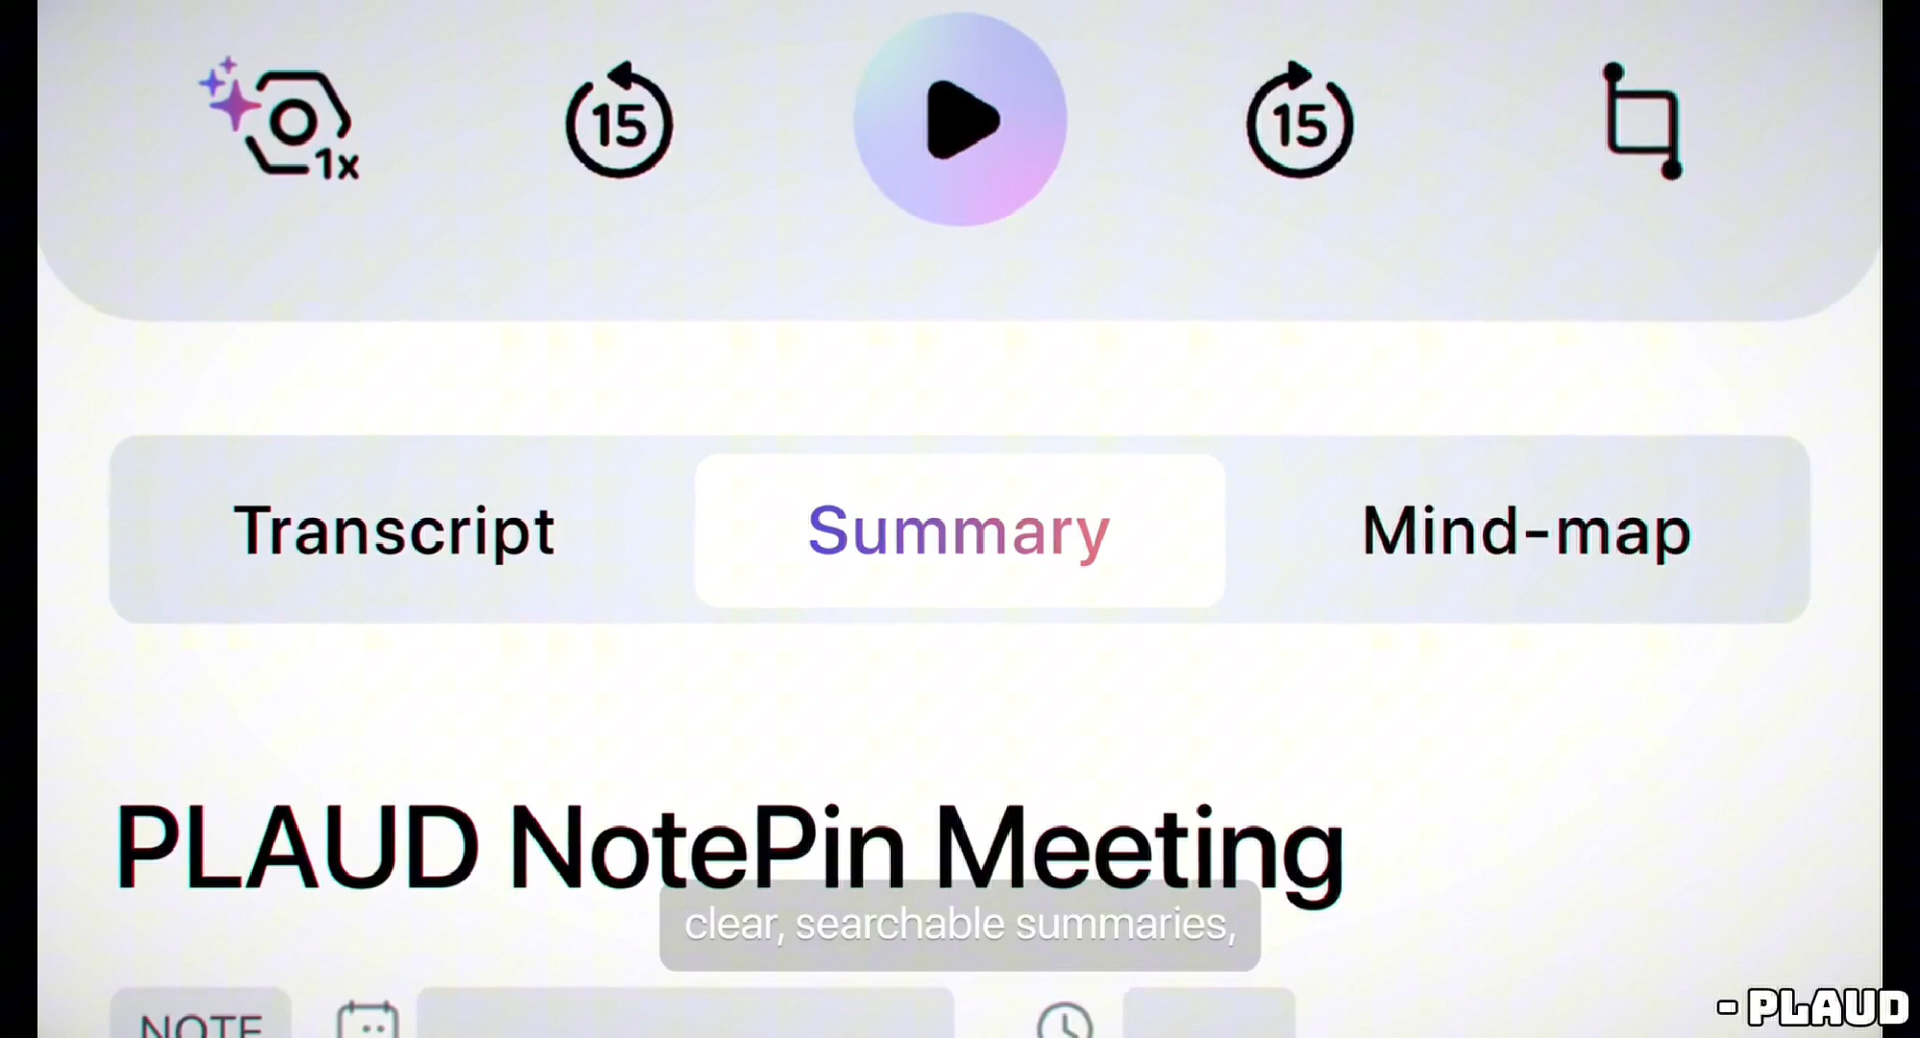 1x
15
15
Transcript
Summary
Mind-map
PLAUD NotePin Meeting
clear, searchable summaries,
NOTE
- PLAUD